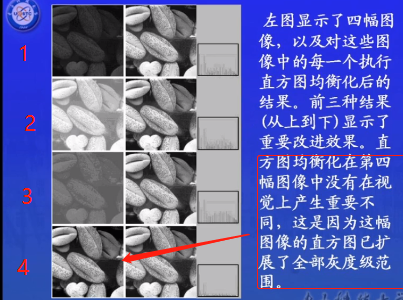 1
2
3
4
左图显示了四幅图
像，以及对这些图
像中的每一个执行
直方图均衡化后的
结果。前三种结果
(从上到下)显示了
重要改进效果。直
方图均衡化在第四
幅图像中没有在视
觉上产生重要不
同，这是因为这幅
图像的直方图已扩
展了全部灰度级范
围。